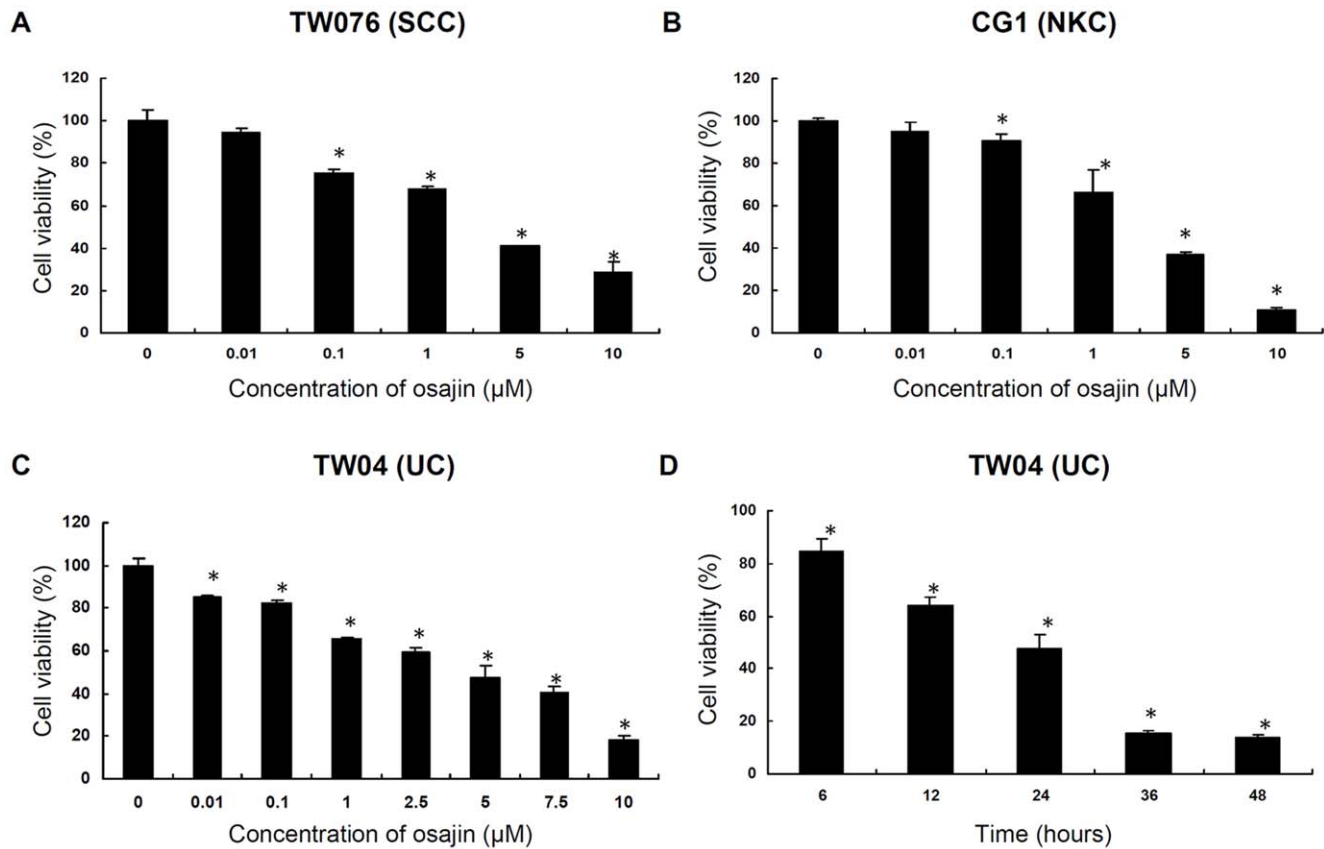 A
TW076 (SCC)
Cell viability (%)
120
100
80
60
40
20
0
*
*
*
*
0 0.01 0.1 1 5 10
Concentration of osajin (µM)
B
CG1 (NKC)
Cell viability (%)
120
100
80
60
40
20
0
*
*
*
*
0 0.01 0.1 1 5 10
Concentration of osajin (µM)
C
TW04 (UC)
Cell viability (%)
120
100
80
60
40
20
0
*
*
*
*
*
*
*
0 0.01 0.1 1 2.5 5 7.5 10
Concentration of osajin (µM)
D
TW04 (UC)
Cell viability (%)
100
80
60
40
20
0
*
*
*
*
*
6 12 24 36 48
Time (hours)